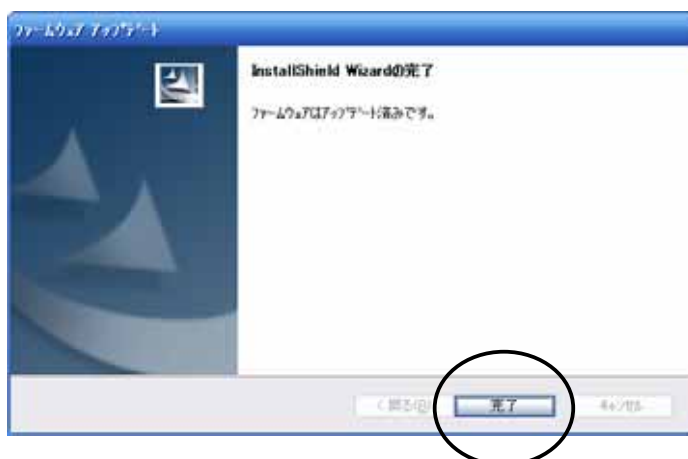 ファームウェア アップデート
InstallShield Wizardの完了
ファームウェアはアップデート済みです。
< 戻る(B)
完了
キャンセル